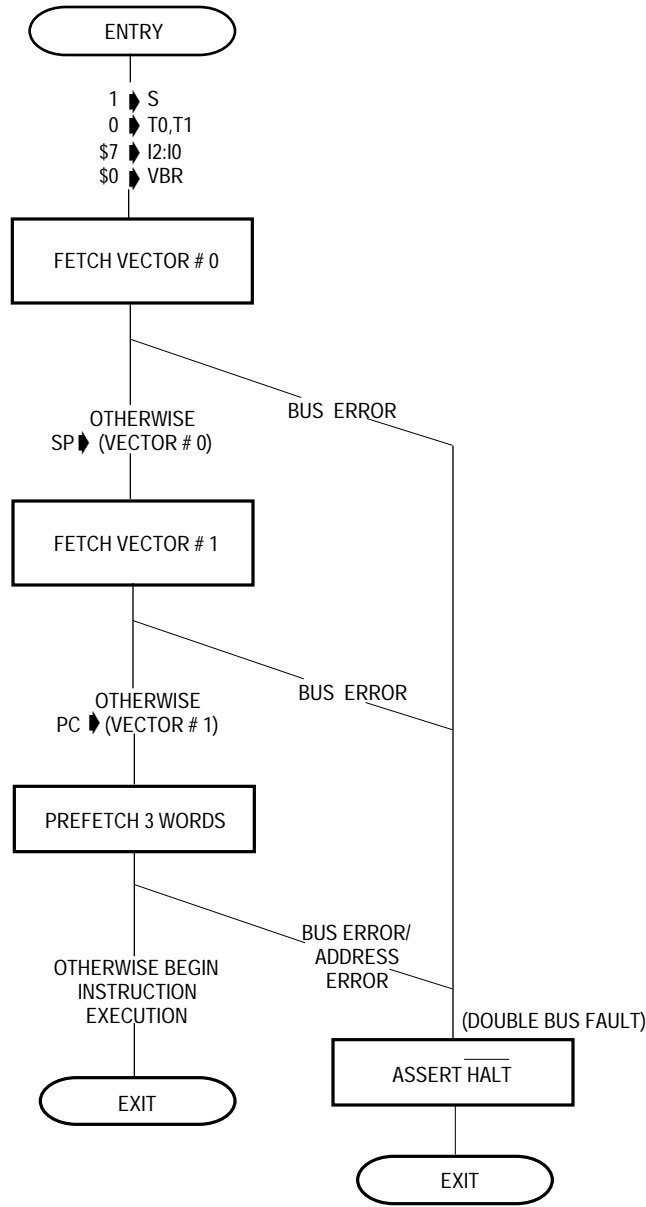 ENTRY
1 ➧ S
0 ➧ T0,T1
$7 ➧ I2:I0
$0 ➧ VBR
FETCH VECTOR # 0
BUS ERROR
OTHERWISE
SP ➧ (VECTOR # 0)
FETCH VECTOR # 1
BUS ERROR
OTHERWISE
PC ➧ (VECTOR # 1)
PREFETCH 3 WORDS
BUS ERROR/
ADDRESS
ERROR
OTHERWISE BEGIN
INSTRUCTION
EXECUTION
(DOUBLE BUS FAULT)
ASSERT H̅A̅L̅T̅
EXIT
EXIT